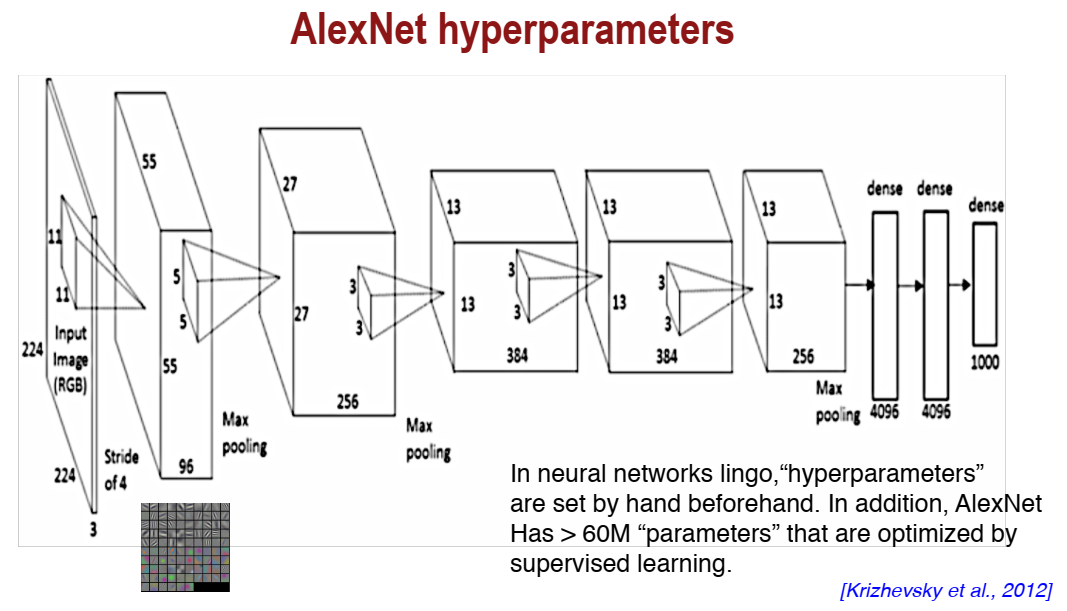 AlexNet hyperparameters
55
27
13
13
13
dense
dense
dense
11
11
5
5
3
3
3
3
3
3
224
Input
Image
(RGB)
55
27
13
13
13
224
Stride
of 4
3
96
Max
pooling
256
Max
pooling
384
384
256
Max
pooling
4096
4096
1000
In neural networks lingo,“hyperparameters”
are set by hand beforehand. In addition, AlexNet
Has > 60M “parameters” that are optimized by
supervised learning.
[Krizhevsky et al., 2012]